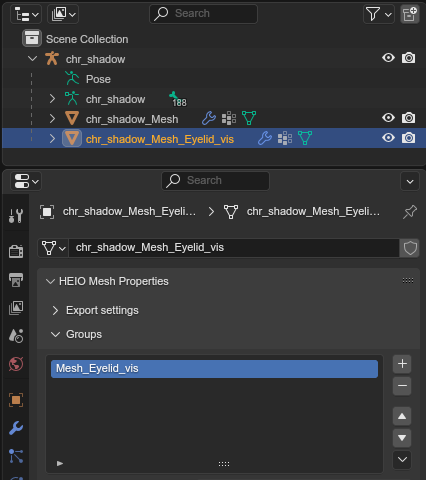 Search
Scene Collection
chr_shadow
Pose
chr_shadow 188
chr_shadow_Mesh
chr_shadow_Mesh_Eyelid_vis
Search
chr_shadow_Mesh_Eyeli... chr_shadow_Mesh_Eyeli...
chr_shadow_Mesh_Eyelid_vis
HEIO Mesh Properties
Export settings
Groups
Mesh_Eyelid_vis